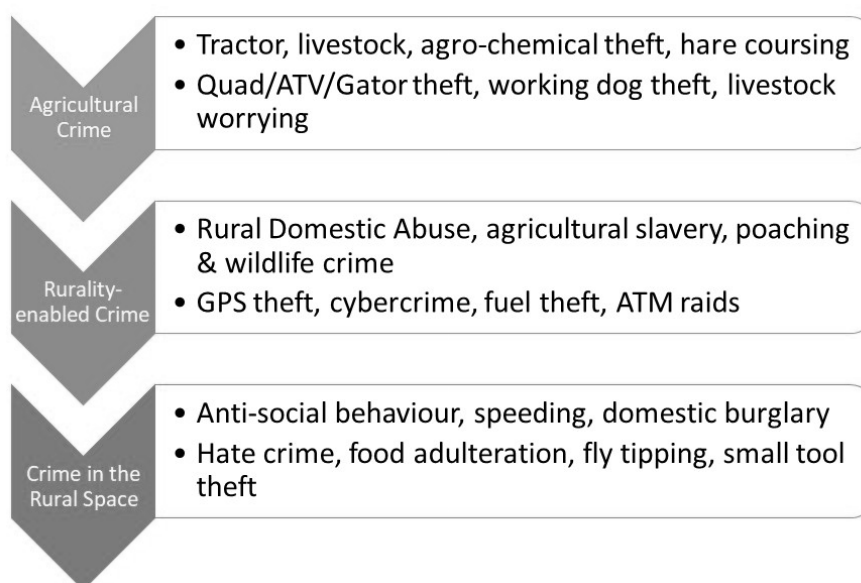 Agricultural
Crime
• Tractor, livestock, agro-chemical theft, hare coursing
• Quad/ATV/Gator theft, working dog theft, livestock
worrying
Rurality-
enabled Crime
• Rural Domestic Abuse, agricultural slavery, poaching
& wildlife crime
• GPS theft, cybercrime, fuel theft, ATM raids
Crime in the
Rural Space
• Anti-social behaviour, speeding, domestic burglary
• Hate crime, food adulteration, fly tipping, small tool
theft